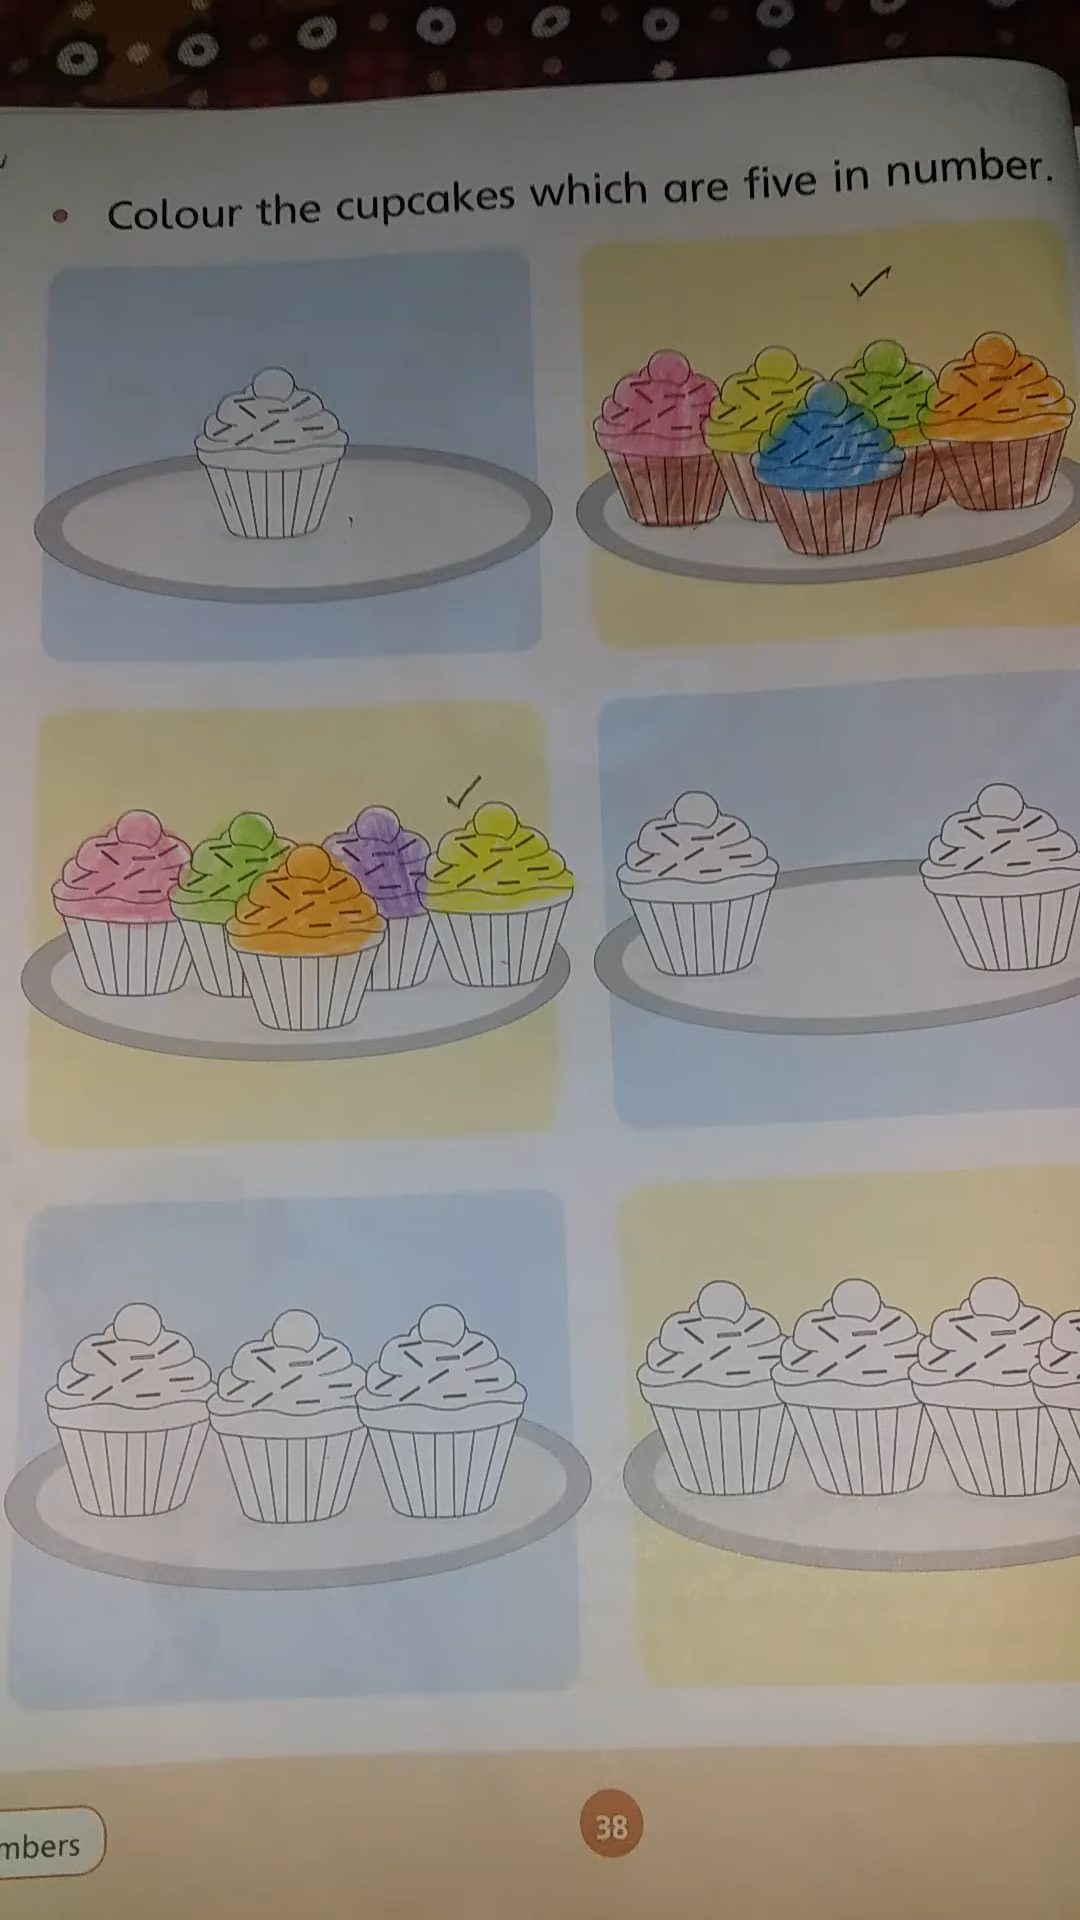 • Colour the cupcakes which are five in number.
mbers
38